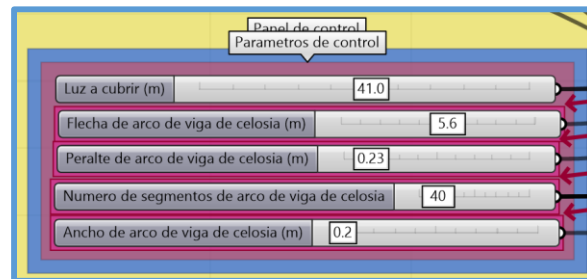 Panel de control
Parametros de control
Luz a cubrir (m) 41.0
Flecha de arco de viga de celosia (m) 5.6
Peralte de arco de viga de celosia (m) 0.23
Numero de segmentos de arco de viga de celosia 40
Ancho de arco de viga de celosia (m) 0.2